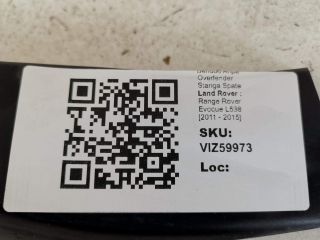 Overfender
Stanga Spate
Land Rover :
Range Rover
Evoque L538
[2011 - 2015]
SKU:
VIZ59973
Loc: